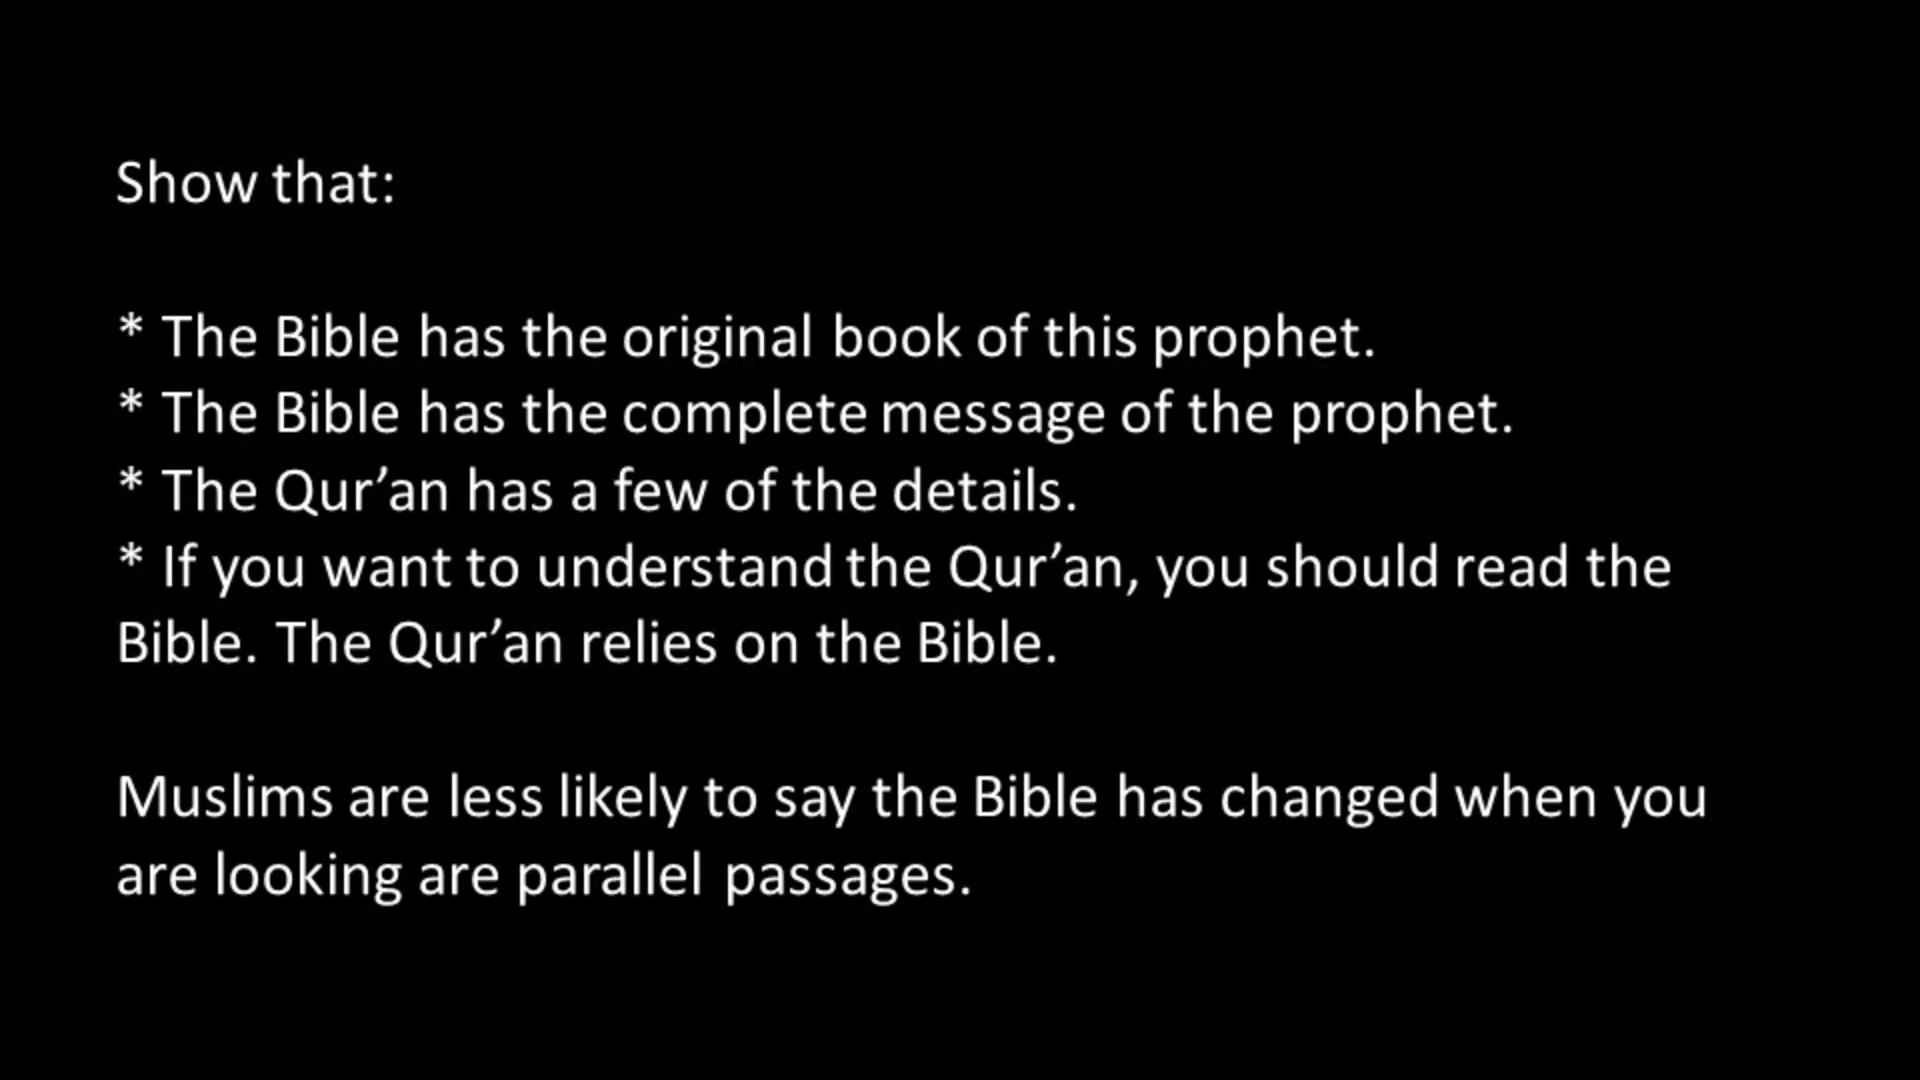 Show that:
* The Bible has the original book of this prophet.
* The Bible has the complete message of the prophet.
* The Qur’an has a few of the details.
* If you want to understand the Qur’an, you should read the
Bible. The Qur’an relies on the Bible.
Muslims are less likely to say the Bible has changed when you
are looking are parallel passages.